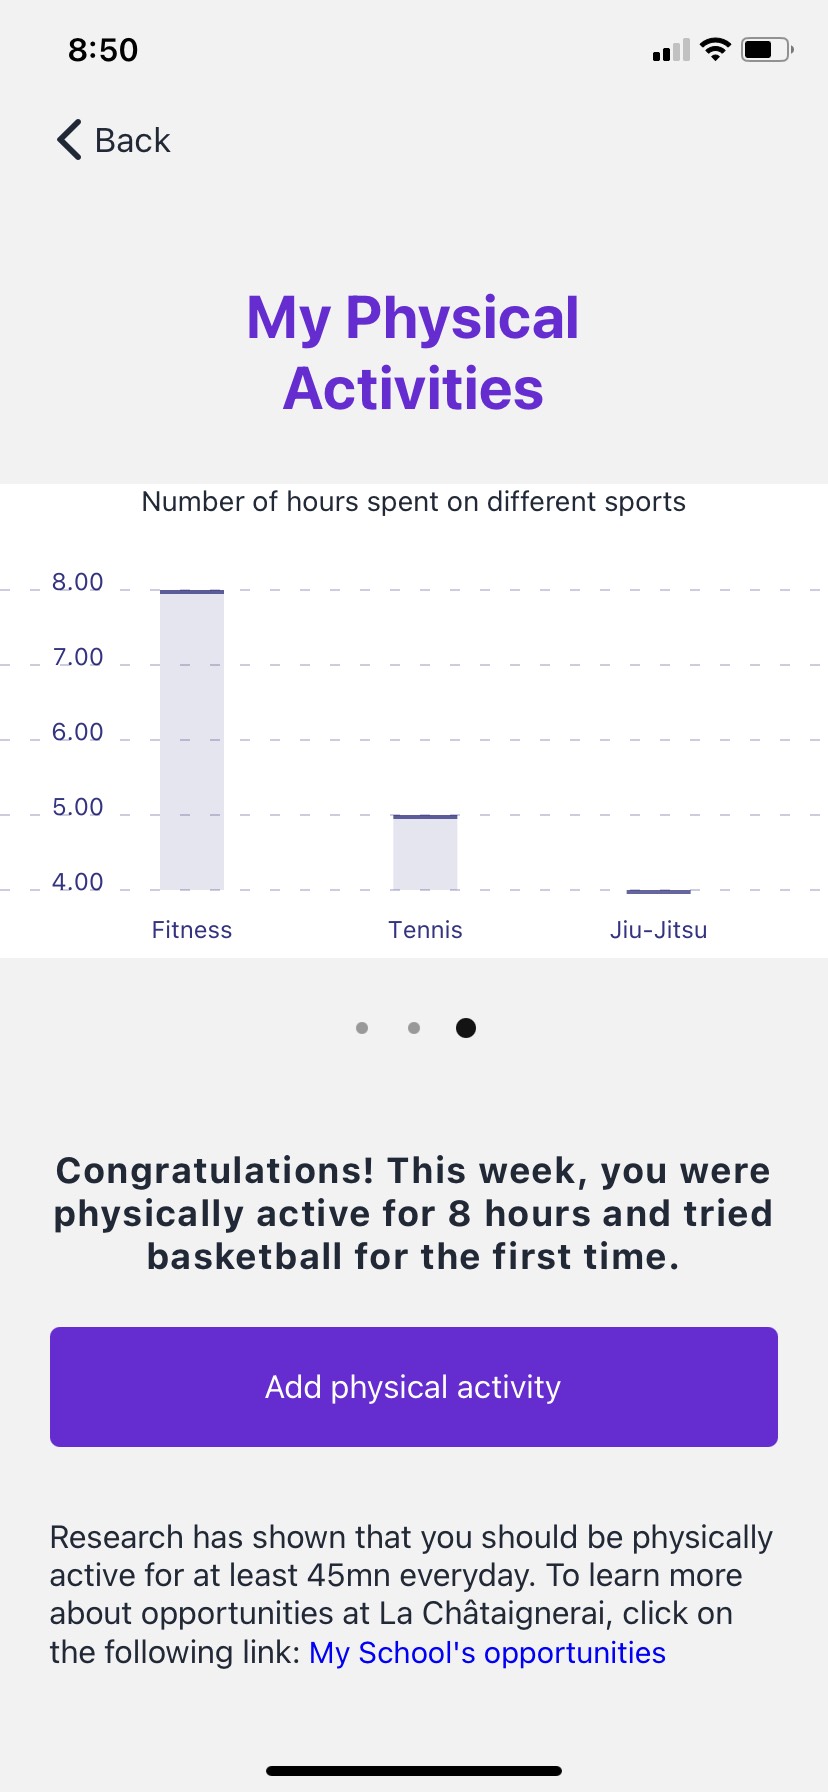 8:50
Back
My Physical
Activities
Number of hours spent on different sports
8.00
7.00
6.00
5.00
4.00
Fitness Tennis Jiu-Jitsu
Congratulations! This week, you were
physically active for 8 hours and tried
basketball for the first time.
Add physical activity
Research has shown that you should be physically
active for at least 45mn everyday. To learn more
about opportunities at La Châtaignerai, click on
the following link: My School's opportunities